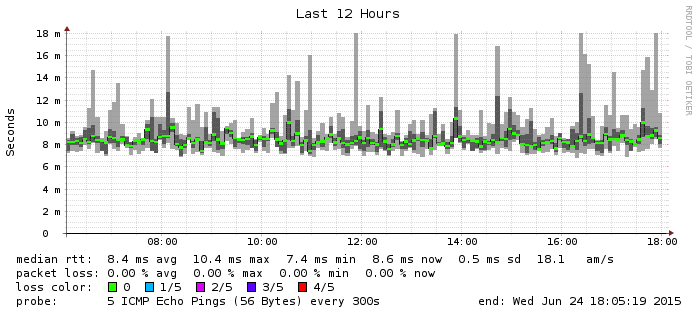 Last 12 Hours
RRDTOOL / TOBI OETIKER
Seconds
18 m
16 m
14 m
12 m
10 m
8 m
6 m
4 m
2 m
0
08:00 10:00 12:00 14:00 16:00 18:00
median rtt: 8.4 ms avg 10.4 ms max 7.4 ms min 8.6 ms now 0.5 ms sd 18.1 am/s
packet loss: 0.00 % avg 0.00 % max 0.00 % min 0.00 % now
loss color: 0 1/5 2/5 3/5 4/5
probe: 5 ICMP Echo Pings (56 Bytes) every 300s end: Wed Jun 24 18:05:19 2015